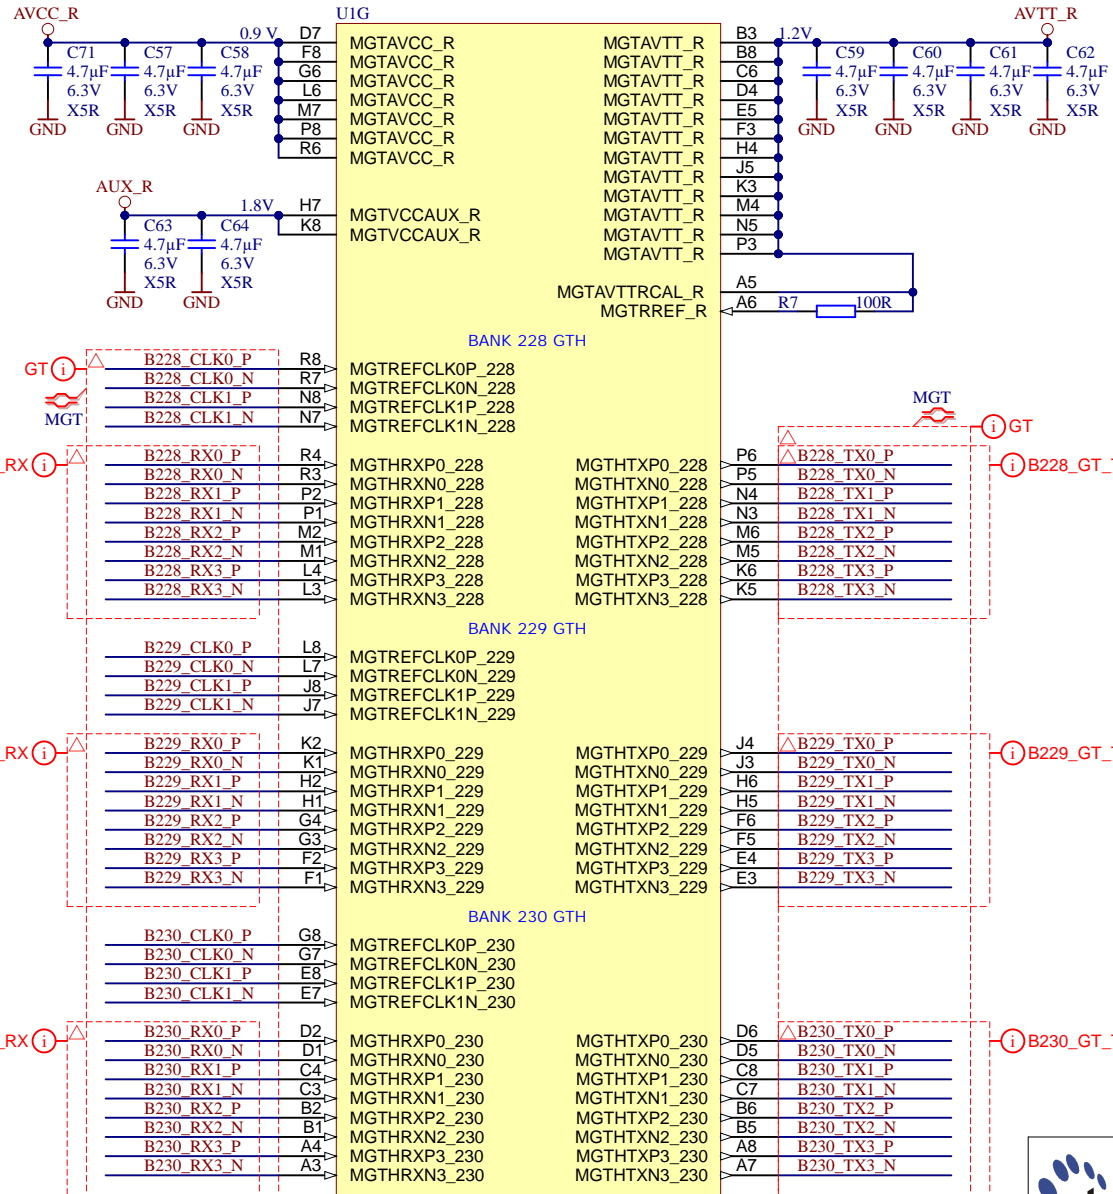 AVCC_R U1G AVTT_R
0.9 V D7 MGTAVCC_R MGTAVTT_R B3 1.2V
C71 C57 C58 F8 MGTAVCC_R MGTAVTT_R B8 C59 C60 C61 C62
4.7µF 4.7µF 4.7µF G6 MGTAVCC_R MGTAVTT_R C6 4.7µF 4.7µF 4.7µF 4.7µF
6.3V 6.3V 6.3V L6 MGTAVCC_R MGTAVTT_R D4 6.3V 6.3V 6.3V 6.3V
X5R X5R X5R M7 MGTAVCC_R MGTAVTT_R E5 X5R X5R X5R X5R
GND GND GND P8 MGTAVCC_R MGTAVTT_R F3 GND GND GND GND
R6 MGTAVCC_R MGTAVTT_R H4
MGTAVTT_R J5
AUX_R MGTAVTT_R K3
1.8V H7 MGTVCCAUX_R MGTAVTT_R M4
C63 C64 K8 MGTVCCAUX_R MGTAVTT_R N5
4.7µF 4.7µF MGTAVTT_R P3
6.3V 6.3V
X5R X5R
GND GND
MGTAVTTRCAL_R A5
MGTRREF_R A6 R7 100R
BANK 228 GTH
GT i B228_CLK0_P R8 MGTREFCLK0P_228
B228_CLK0_N R7 MGTREFCLK0N_228
B228_CLK1_P N8 MGTREFCLK1P_228
MGT B228_CLK1_N N7 MGTREFCLK1N_228
MGT
i GT
_RX i B228_RX0_P R4 MGTHRXP0_228 MGTHTXP0_228 P6 B228_TX0_P i B228_GT_
B228_RX0_N R3 MGTHRXN0_228 MGTHTXN0_228 P5 B228_TX0_N
B228_RX1_P P2 MGTHRXP1_228 MGTHTXP1_228 N4 B228_TX1_P
B228_RX1_N P1 MGTHRXN1_228 MGTHTXN1_228 N3 B228_TX1_N
B228_RX2_P M2 MGTHRXP2_228 MGTHTXP2_228 M6 B228_TX2_P
B228_RX2_N M1 MGTHRXN2_228 MGTHTXN2_228 M5 B228_TX2_N
B228_RX3_P L4 MGTHRXP3_228 MGTHTXP3_228 K6 B228_TX3_P
B228_RX3_N L3 MGTHRXN3_228 MGTHTXN3_228 K5 B228_TX3_N
BANK 229 GTH
B229_CLK0_P L8 MGTREFCLK0P_229
B229_CLK0_N L7 MGTREFCLK0N_229
B229_CLK1_P J8 MGTREFCLK1P_229
B229_CLK1_N J7 MGTREFCLK1N_229
_RX i B229_RX0_P K2 MGTHRXP0_229 MGTHTXP0_229 J4 B229_TX0_P i B229_GT_
B229_RX0_N K1 MGTHRXN0_229 MGTHTXN0_229 J3 B229_TX0_N
B229_RX1_P H2 MGTHRXP1_229 MGTHTXP1_229 H6 B229_TX1_P
B229_RX1_N H1 MGTHRXN1_229 MGTHTXN1_229 H5 B229_TX1_N
B229_RX2_P G4 MGTHRXP2_229 MGTHTXP2_229 F6 B229_TX2_P
B229_RX2_N G3 MGTHRXN2_229 MGTHTXN2_229 F5 B229_TX2_N
B229_RX3_P F2 MGTHRXP3_229 MGTHTXP3_229 E4 B229_TX3_P
B229_RX3_N F1 MGTHRXN3_229 MGTHTXN3_229 E3 B229_TX3_N
BANK 230 GTH
B230_CLK0_P G8 MGTREFCLK0P_230
B230_CLK0_N G7 MGTREFCLK0N_230
B230_CLK1_P E8 MGTREFCLK1P_230
B230_CLK1_N E7 MGTREFCLK1N_230
_RX i B230_RX0_P D2 MGTHRXP0_230 MGTHTXP0_230 D6 B230_TX0_P i B230_GT_
B230_RX0_N D1 MGTHRXN0_230 MGTHTXN0_230 D5 B230_TX0_N
B230_RX1_P C4 MGTHRXP1_230 MGTHTXP1_230 C8 B230_TX1_P
B230_RX1_N C3 MGTHRXN1_230 MGTHTXN1_230 C7 B230_TX1_N
B230_RX2_P B2 MGTHRXP2_230 MGTHTXP2_230 B6 B230_TX2_P
B230_RX2_N B1 MGTHRXN2_230 MGTHTXN2_230 B5 B230_TX2_N
B230_RX3_P A4 MGTHRXP3_230 MGTHTXP3_230 A8 B230_TX3_P
B230_RX3_N A3 MGTHRXN3_230 MGTHTXN3_230 A7 B230_TX3_N